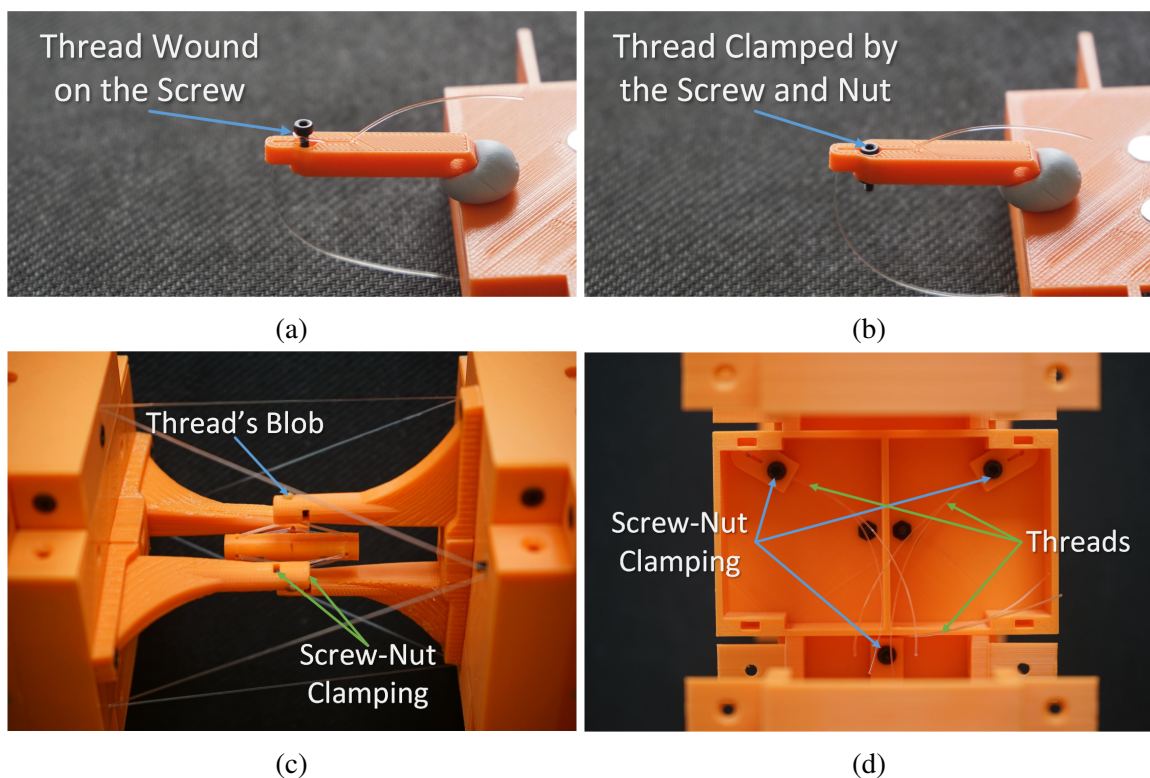 Thread Wound
on the Screw
Thread Clamped by
the Screw and Nut
(a)
(b)
Thread’s Blob
Screw-Nut
Clamping
Screw-Nut
Clamping
Threads
(c)
(d)